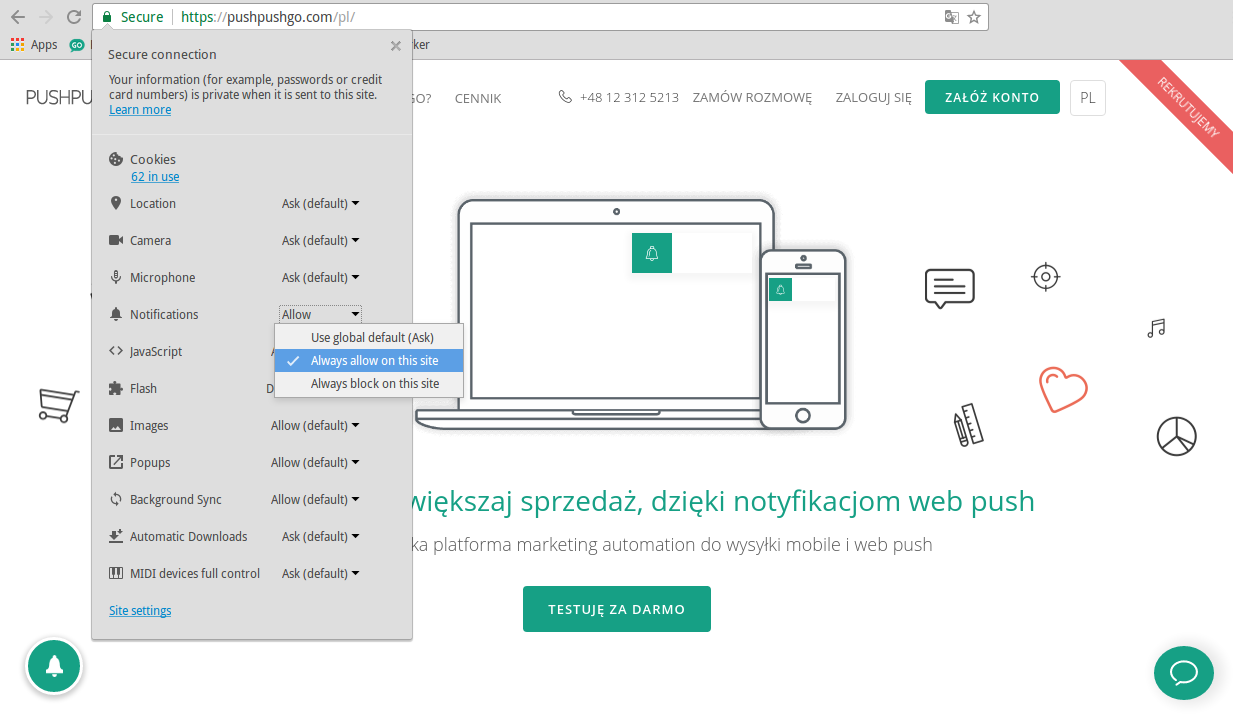 Secure https://pushpushgo.com/pl/
Apps GO ker
Secure connection
Your information (for example, passwords or credit
card numbers) is private when it is sent to this site.
Learn more
PUSHPU GO? CENNIK +48 12 312 5213 ZAMÓW ROZMOWĘ ZALOGUJ SIĘ ZAŁÓŻ KONTO PL
REKRUTUJEMY
Cookies
62 in use
Location Ask (default)
Camera Ask (default)
Microphone Ask (default)
Notifications Allow
Use global default (Ask)
Always allow on this site
Always block on this site
JavaScript
Flash D
Images Allow (default)
Popups Allow (default)
Background Sync Allow (default)
Automatic Downloads Ask (default)
MIDI devices full control Ask (default)
Site settings
większaj sprzedaż, dzięki notyfikacjom web push
ka platforma marketing automation do wysyłki mobile i web push
TESTUJĘ ZA DARMO